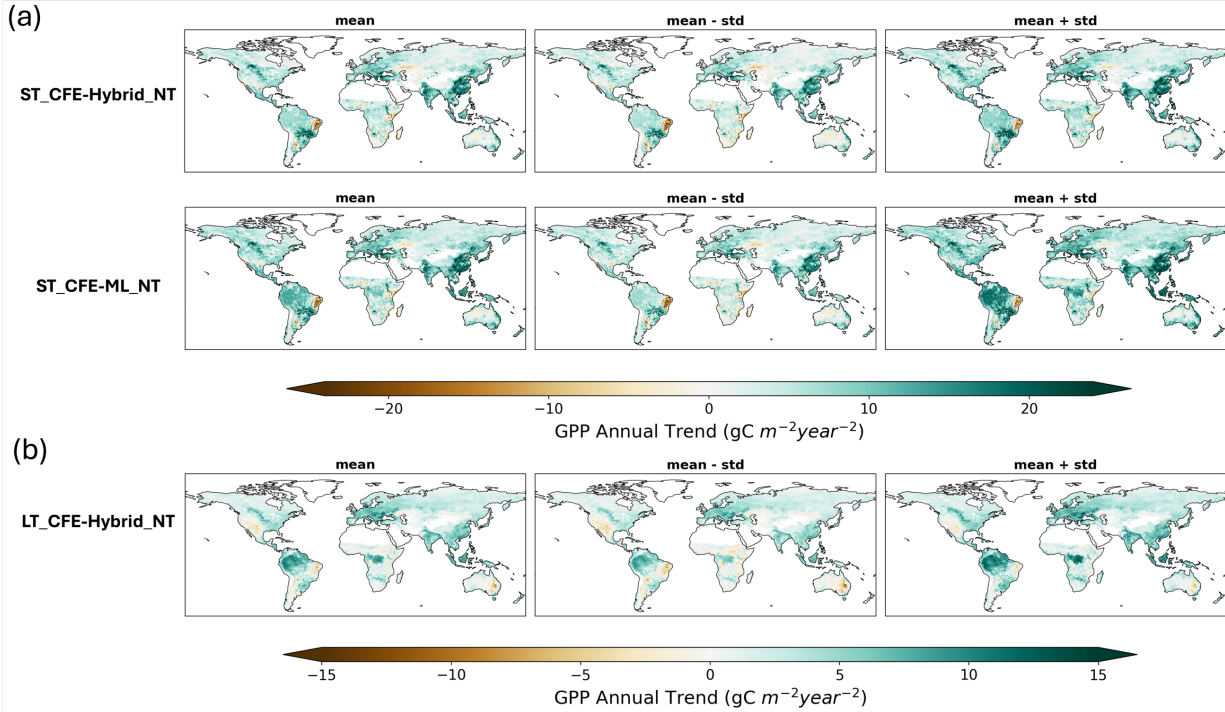 (a)
mean mean - std mean + std
ST_CFE-Hybrid_NT
mean mean - std mean + std
ST_CFE-ML_NT
−20 −10 0 10 20
GPP Annual Trend (gC m⁻²year⁻²)
(b)
mean mean - std mean + std
LT_CFE-Hybrid_NT
−15 −10 −5 0 5 10 15
GPP Annual Trend (gC m⁻²year⁻²)